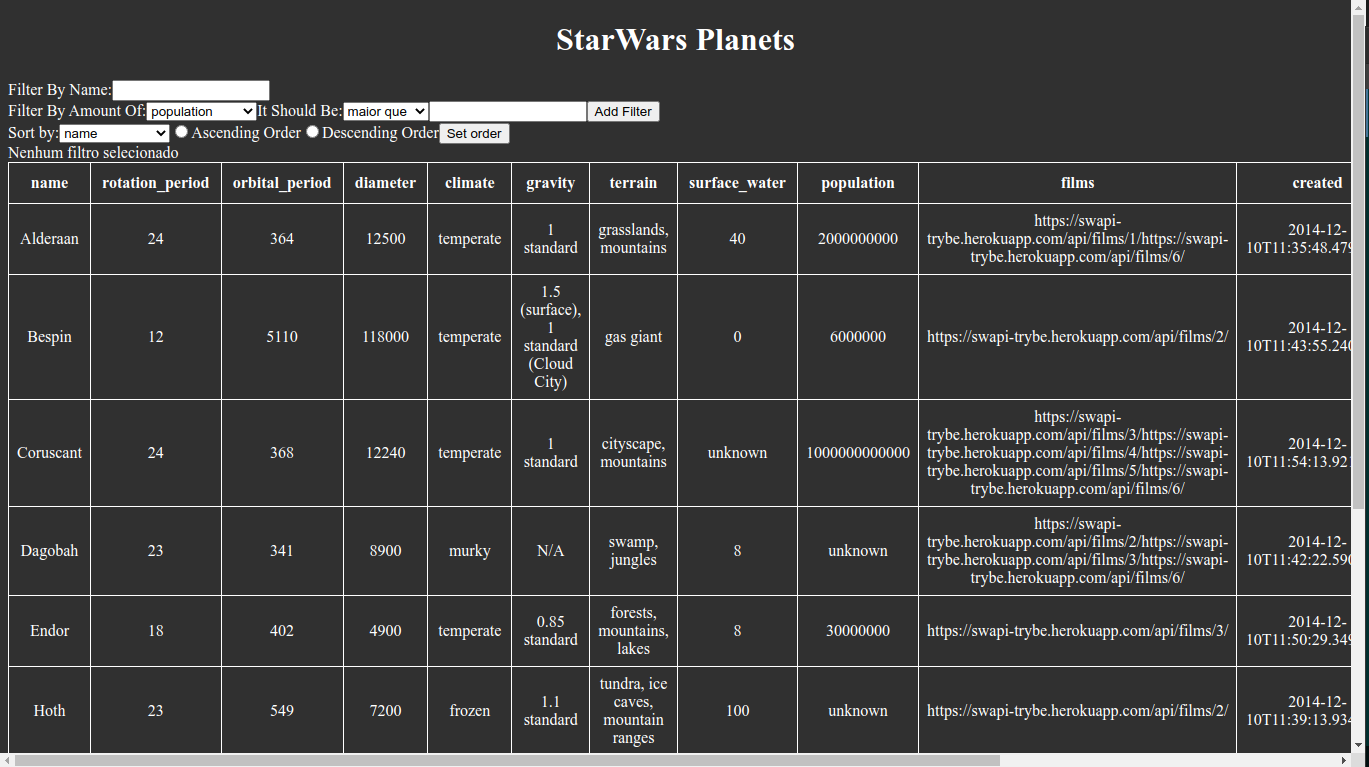 StarWars Planets
Filter By Name:
Filter By Amount Of: population It Should Be: maior que Add Filter
Sort by: name Ascending Order Descending Order Set order
Nenhum filtro selecionado
name rotation_period orbital_period diameter climate gravity terrain surface_water population films created
Alderaan 24 364 12500 temperate 1 standard grasslands, mountains 40 2000000000 https://swapi-trybe.herokuapp.com/api/films/1/https://swapi-trybe.herokuapp.com/api/films/6/ 2014-12-10T11:35:48.479
Bespin 12 5110 118000 temperate 1.5 (surface), 1 standard (Cloud City) gas giant 0 6000000 https://swapi-trybe.herokuapp.com/api/films/2/ 2014-12-10T11:43:55.240
Coruscant 24 368 12240 temperate 1 standard cityscape, mountains unknown 1000000000000 https://swapi-trybe.herokuapp.com/api/films/3/https://swapi-trybe.herokuapp.com/api/films/4/https://swapi-trybe.herokuapp.com/api/films/5/https://swapi-trybe.herokuapp.com/api/films/6/ 2014-12-10T11:54:13.921
Dagobah 23 341 8900 murky N/A swamp, jungles 8 unknown https://swapi-trybe.herokuapp.com/api/films/2/https://swapi-trybe.herokuapp.com/api/films/3/https://swapi-trybe.herokuapp.com/api/films/6/ 2014-12-10T11:42:22.590
Endor 18 402 4900 temperate 0.85 standard forests, mountains, lakes 8 30000000 https://swapi-trybe.herokuapp.com/api/films/3/ 2014-12-10T11:50:29.349
Hoth 23 549 7200 frozen 1.1 standard tundra, ice caves, mountain ranges 100 unknown https://swapi-trybe.herokuapp.com/api/films/2/ 2014-12-10T11:39:13.934